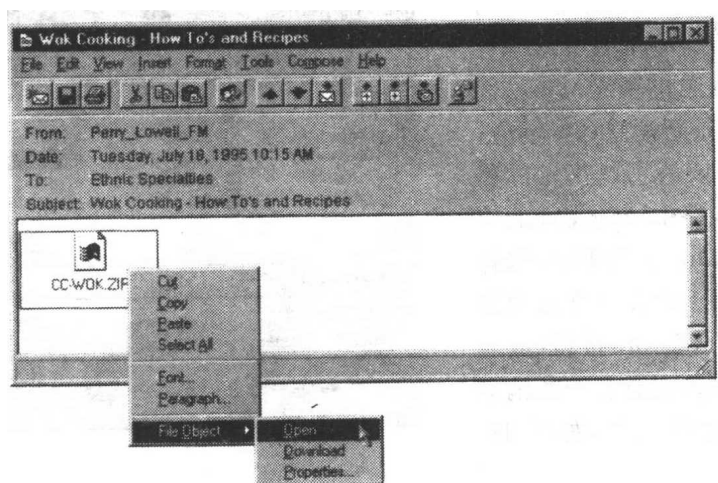 Wok Cooking - How To's and Recipes
File Edit View Insert Format Tools Compose Help
From: Perry_Lowell_FM
Date: Tuesday, July 18, 1995 10:15 AM
To: Ethnic Specialties
Subject: Wok Cooking - How To's and Recipes
CC-WOK.ZIP
Cut
Copy
Paste
Select All
Font...
Paragraph...
File Object
Open
Download
Properties...